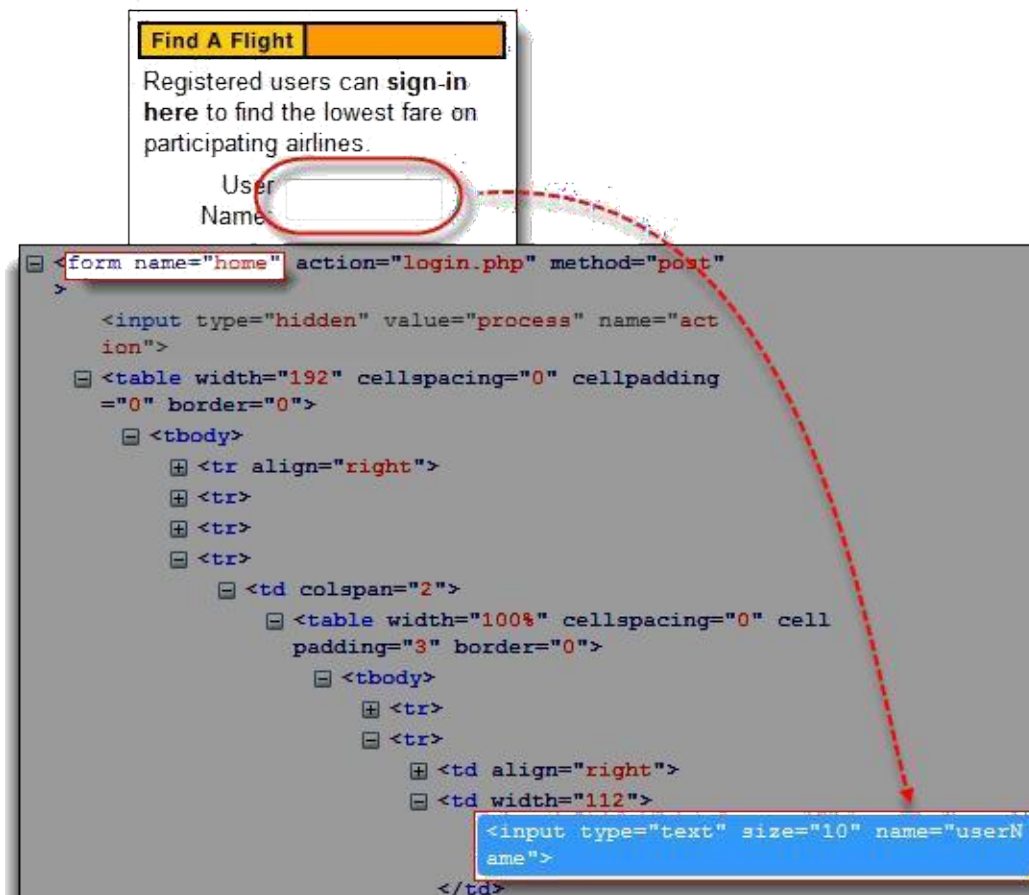 Find A Flight
Registered users can sign-in
here to find the lowest fare on
participating airlines.
User
Name:
<form name="home" action="login.php" method="post"
>
<input type="hidden" value="process" name="act
ion">
<table width="192" cellspacing="0" cellpadding
="0" border="0">
<tbody>
<tr align="right">
<tr>
<tr>
<tr>
<td colspan="2">
<table width="100%" cellspacing="0" cell
padding="3" border="0">
<tbody>
<tr>
<tr>
<td align="right">
<td width="112">
<input type="text" size="10" name="userN
ame">
</td>